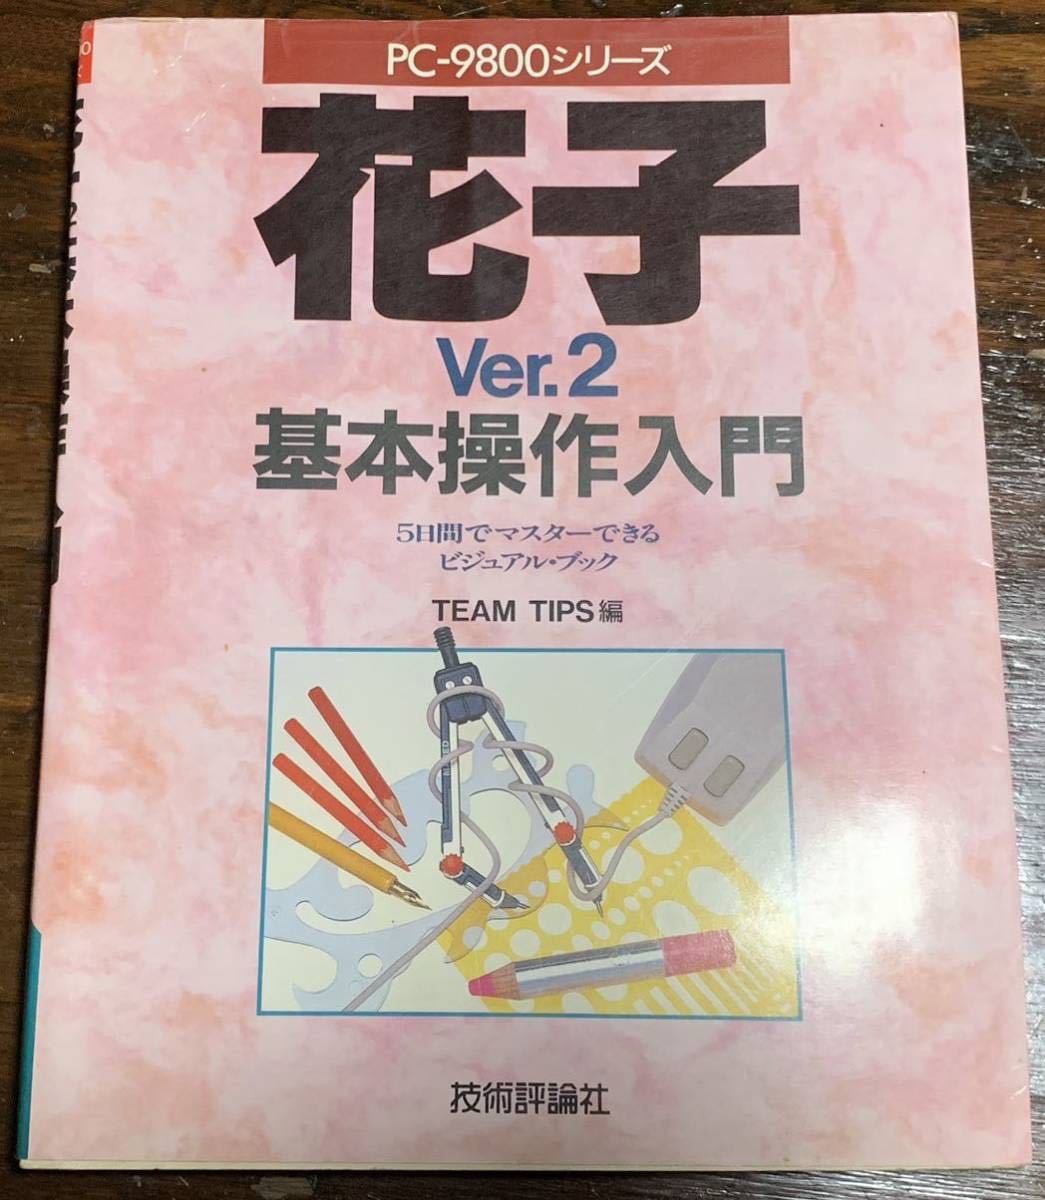 PC-9800シリーズ
花子
Ver.2
基本操作入門
5日間でマスターできる
ビジュアル・ブック
TEAM TIPS編
技術評論社